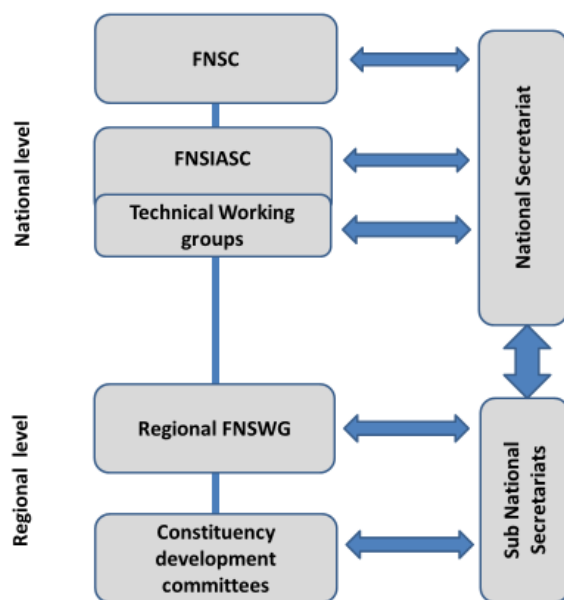 FNSC
National level
FNSIASC
Technical Working
groups
National Secretariat
Regional level
Regional FNSWG
Constituency
development
committees
Sub National
Secretariats